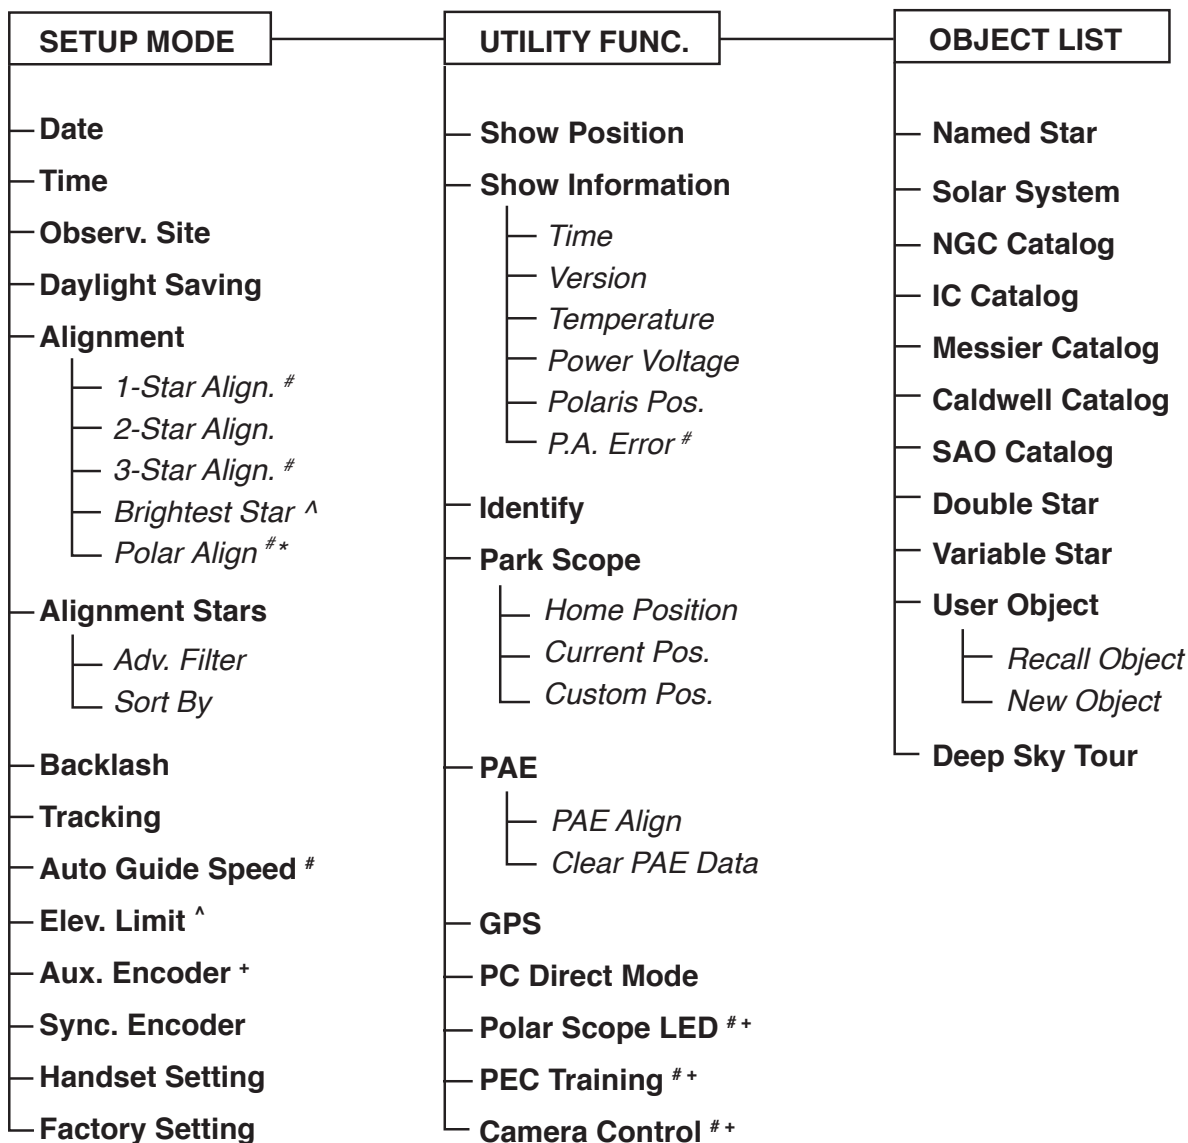 SETUP MODE
Date
Time
Observ. Site
Daylight Saving
Alignment
1-Star Align. #
2-Star Align.
3-Star Align. #
Brightest Star ^
Polar Align #*
Alignment Stars
Adv. Filter
Sort By
Backlash
Tracking
Auto Guide Speed #
Elev. Limit ^
Aux. Encoder +
Sync. Encoder
Handset Setting
Factory Setting
UTILITY FUNC.
Show Position
Show Information
Time
Version
Temperature
Power Voltage
Polaris Pos.
P.A. Error #
Identify
Park Scope
Home Position
Current Pos.
Custom Pos.
PAE
PAE Align
Clear PAE Data
GPS
PC Direct Mode
Polar Scope LED # +
PEC Training # +
Camera Control # +
OBJECT LIST
Named Star
Solar System
NGC Catalog
IC Catalog
Messier Catalog
Caldwell Catalog
SAO Catalog
Double Star
Variable Star
User Object
Recall Object
New Object
Deep Sky Tour